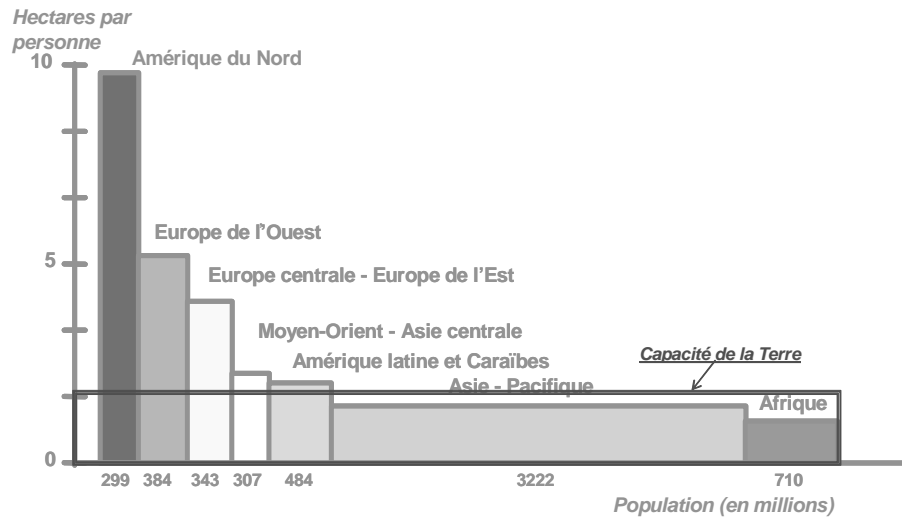 Hectares par
personne
10
Amérique du Nord
Europe de l'Ouest
5
Europe centrale - Europe de l'Est
Moyen-Orient - Asie centrale
Amérique latine et Caraïbes
Capacité de la Terre
Asie - Pacifique
Afrique
0
299 384 343 307 484 3222 710
Population (en millions)